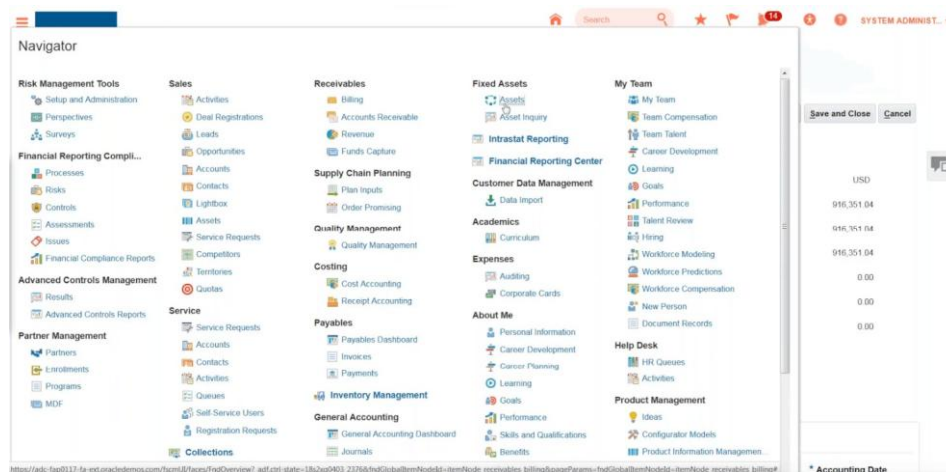 Search
14
SYSTEM ADMINIST...
Navigator
Risk Management Tools
Setup and Administration
Perspectives
Surveys
Financial Reporting Compli...
Processes
Risks
Controls
Assessments
Issues
Financial Compliance Reports
Advanced Controls Management
Results
Advanced Controls Reports
Partner Management
Partners
Enrollments
Programs
MDF
Sales
Activities
Deal Registrations
Leads
Opportunities
Accounts
Contacts
Lightbox
Assets
Service Requests
Competitors
Territories
Quotas
Service
Service Requests
Accounts
Contacts
Activities
Queues
Self-Service Users
Registration Requests
Collections
Receivables
Billing
Accounts Receivable
Revenue
Funds Capture
Supply Chain Planning
Plan Inputs
Order Promising
Quality Management
Quality Management
Costing
Cost Accounting
Receipt Accounting
Payables
Payables Dashboard
Invoices
Payments
Inventory Management
General Accounting
General Accounting Dashboard
Journals
Fixed Assets
Assets
Asset Inquiry
Intrastat Reporting
Financial Reporting Center
Customer Data Management
Data Import
Academics
Curriculum
Expenses
Auditing
Corporate Cards
About Me
Personal Information
Career Development
Career Planning
Learning
Goals
Performance
Skills and Qualifications
Benefits
My Team
My Team
Team Compensation
Team Talent
Career Development
Learning
Goals
Performance
Talent Review
Hiring
Workforce Modeling
Workforce Predictions
Workforce Compensation
New Person
Document Records
Help Desk
HR Queues
Activities
Product Management
Ideas
Configurator Models
Product Information Managemen...
Save and Close Cancel
USD
916,351.04
916,351.04
916,351.04
0.00
0.00
0.00
* Accounting Date